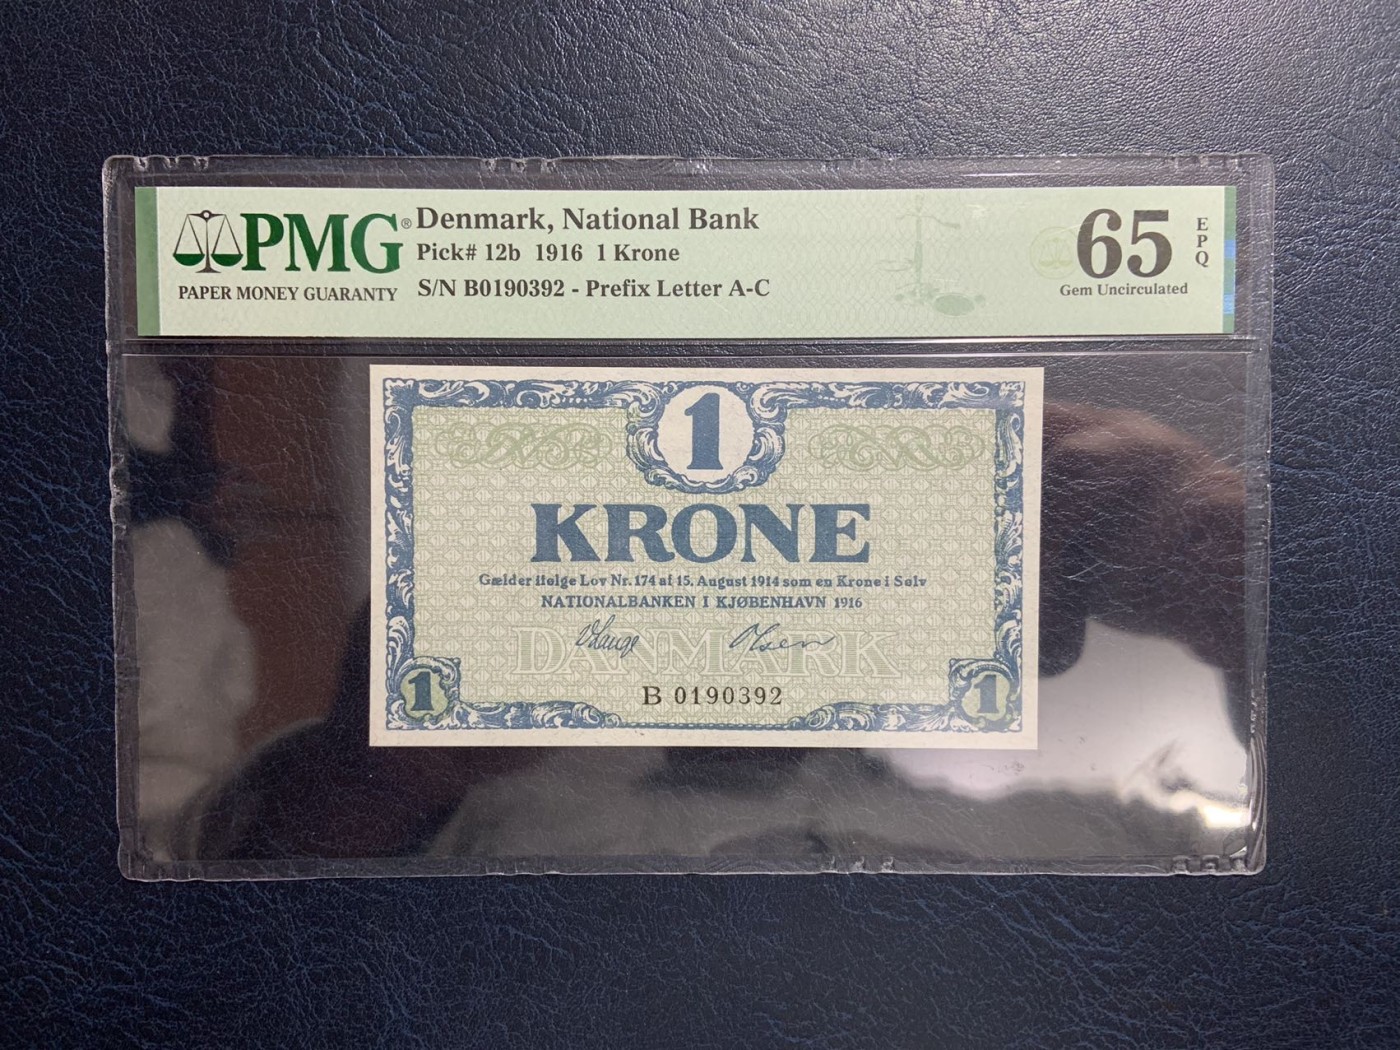 PMG®
PAPER MONEY GUARANTY
Denmark, National Bank
Pick# 12b 1916 1 Krone
S/N B0190392 - Prefix Letter A-C
65
EPQ
Gem Uncirculated
1
KRONE
Gælder ifølge Lov Nr. 174 af 15. August 1914 som en Krone i Sølv
NATIONALBANKEN I KJØBENHAVN 1916
VLange Olsen
DANMARK
1 B 0190392 1